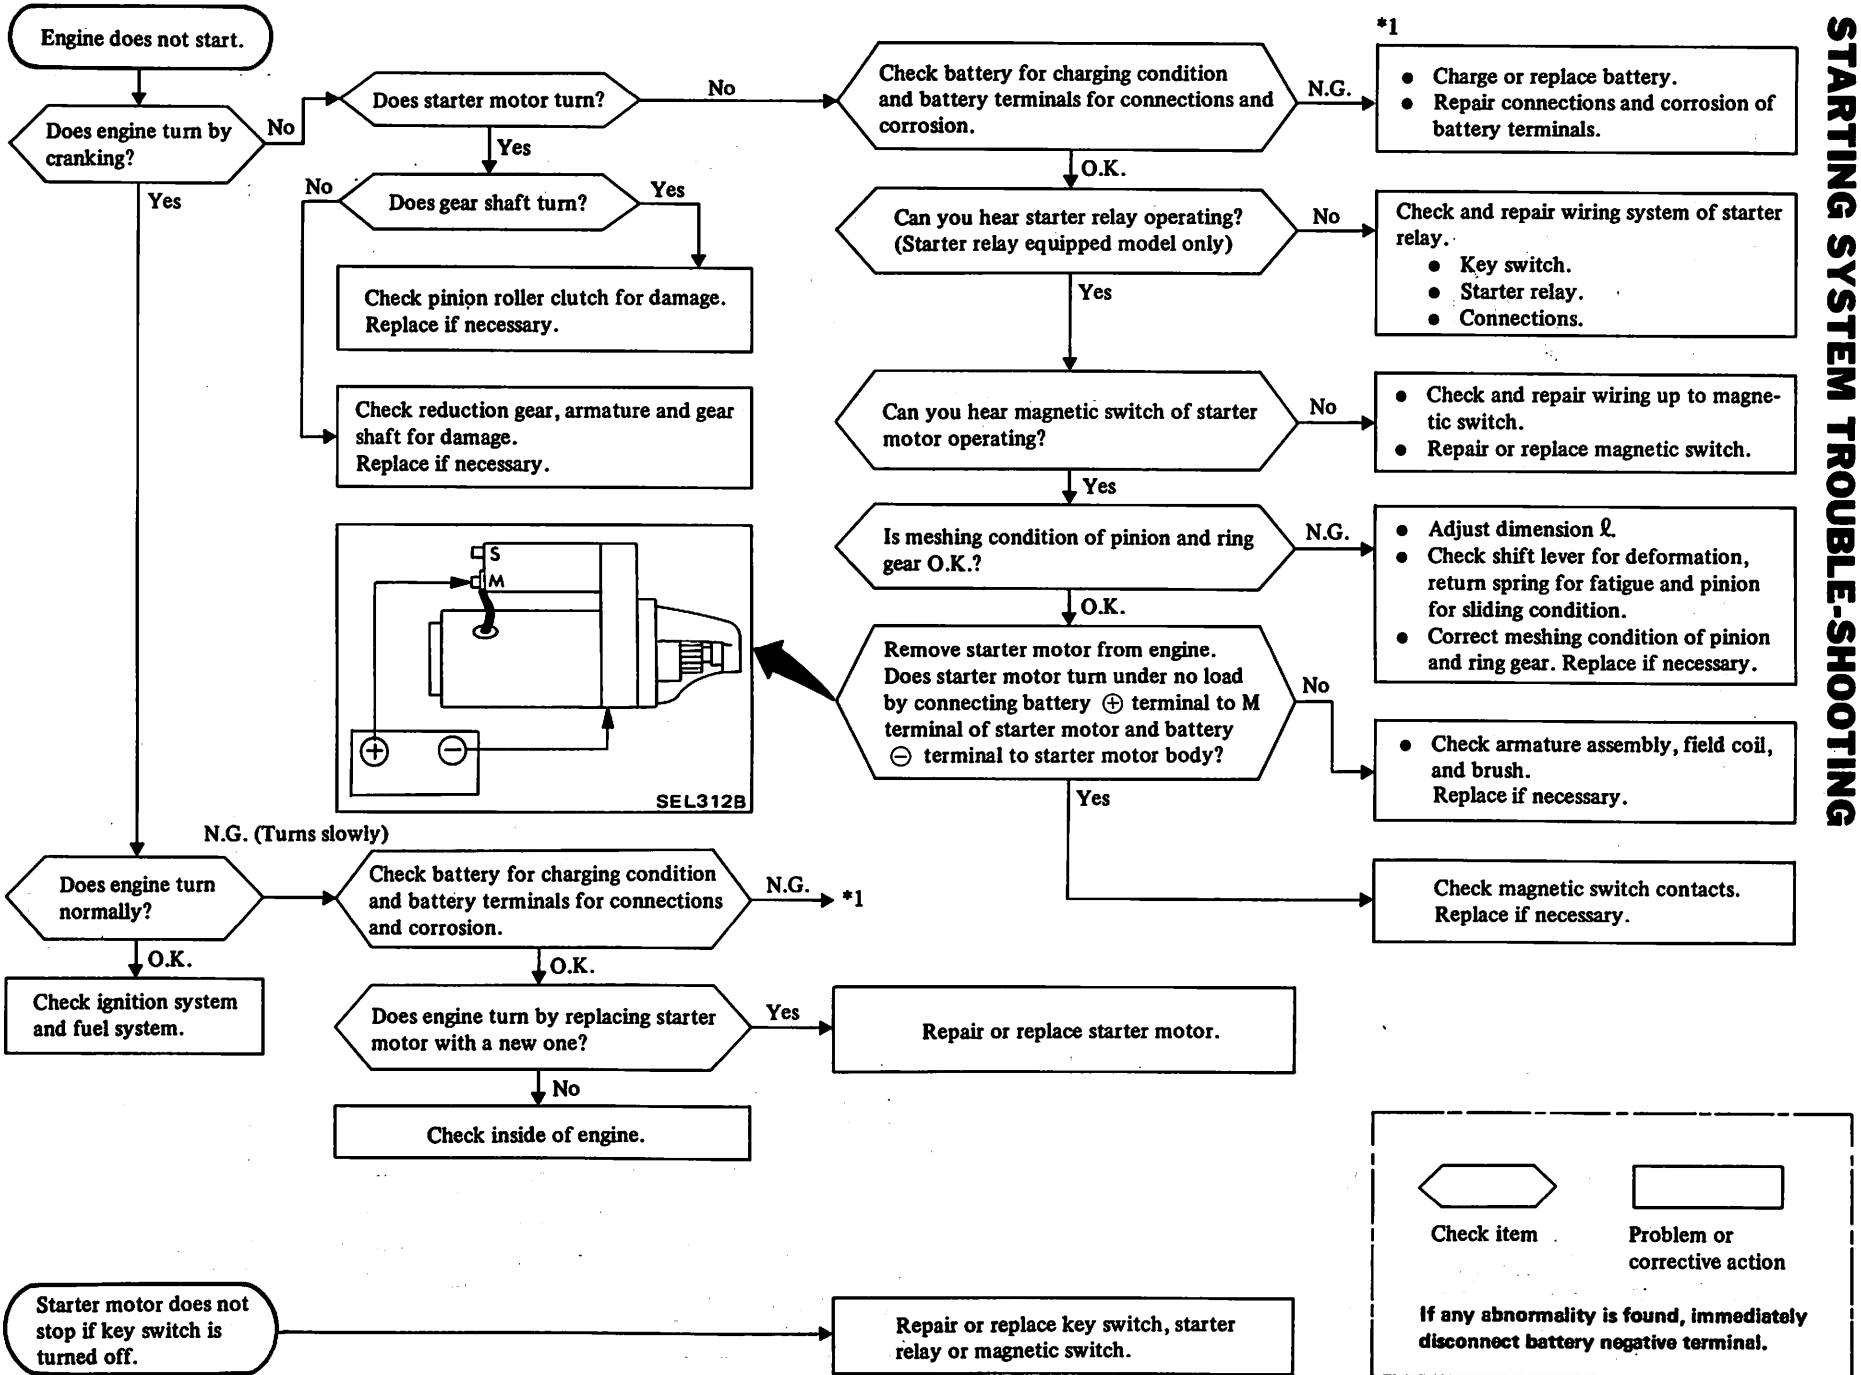 STARTING SYSTEM TROUBLE-SHOOTING
Engine does not start.
Does engine turn by
cranking?
No
Yes
Does starter motor turn?
No
Yes
Does gear shaft turn?
No
Yes
Check pinion roller clutch for damage.
Replace if necessary.
Check reduction gear, armature and gear
shaft for damage.
Replace if necessary.
Check battery for charging condition
and battery terminals for connections and
corrosion.
N.G.
*1
● Charge or replace battery.
● Repair connections and corrosion of
battery terminals.
O.K.
Can you hear starter relay operating?
(Starter relay equipped model only)
No
Check and repair wiring system of starter
relay.
● Key switch.
● Starter relay.
● Connections.
Yes
Can you hear magnetic switch of starter
motor operating?
No
● Check and repair wiring up to magne-
tic switch.
● Repair or replace magnetic switch.
Yes
Is meshing condition of pinion and ring
gear O.K.?
N.G.
● Adjust dimension ℓ.
● Check shift lever for deformation,
return spring for fatigue and pinion
for sliding condition.
● Correct meshing condition of pinion
and ring gear. Replace if necessary.
O.K.
Remove starter motor from engine.
Does starter motor turn under no load
by connecting battery ⊕ terminal to M
terminal of starter motor and battery
⊖ terminal to starter motor body?
No
● Check armature assembly, field coil,
and brush.
Replace if necessary.
Yes
Check magnetic switch contacts.
Replace if necessary.
S
M
⊕ ⊖
SEL312B
N.G. (Turns slowly)
Does engine turn
normally?
O.K.
Check ignition system
and fuel system.
Check battery for charging condition
and battery terminals for connections
and corrosion.
N.G.
*1
O.K.
Does engine turn by replacing starter
motor with a new one?
Yes
Repair or replace starter motor.
No
Check inside of engine.
Starter motor does not
stop if key switch is
turned off.
Repair or replace key switch, starter
relay or magnetic switch.
Check item
Problem or
corrective action
If any abnormality is found, immediately
disconnect battery negative terminal.